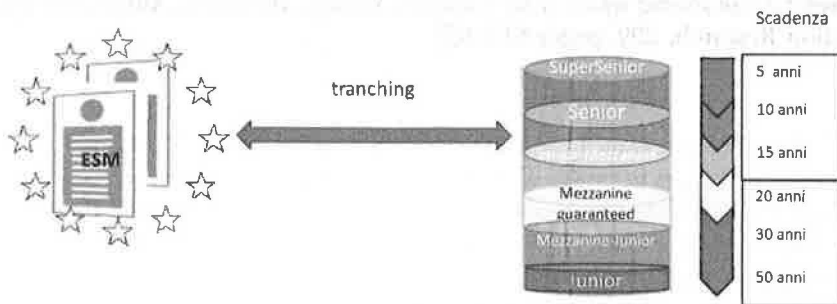 Scadenza
SuperSenior
5 anni
tranching
Senior
10 anni
ESM
15 anni
Mezzanine
guaranteed
20 anni
Mezzanine-Junior
30 anni
Junior
50 anni